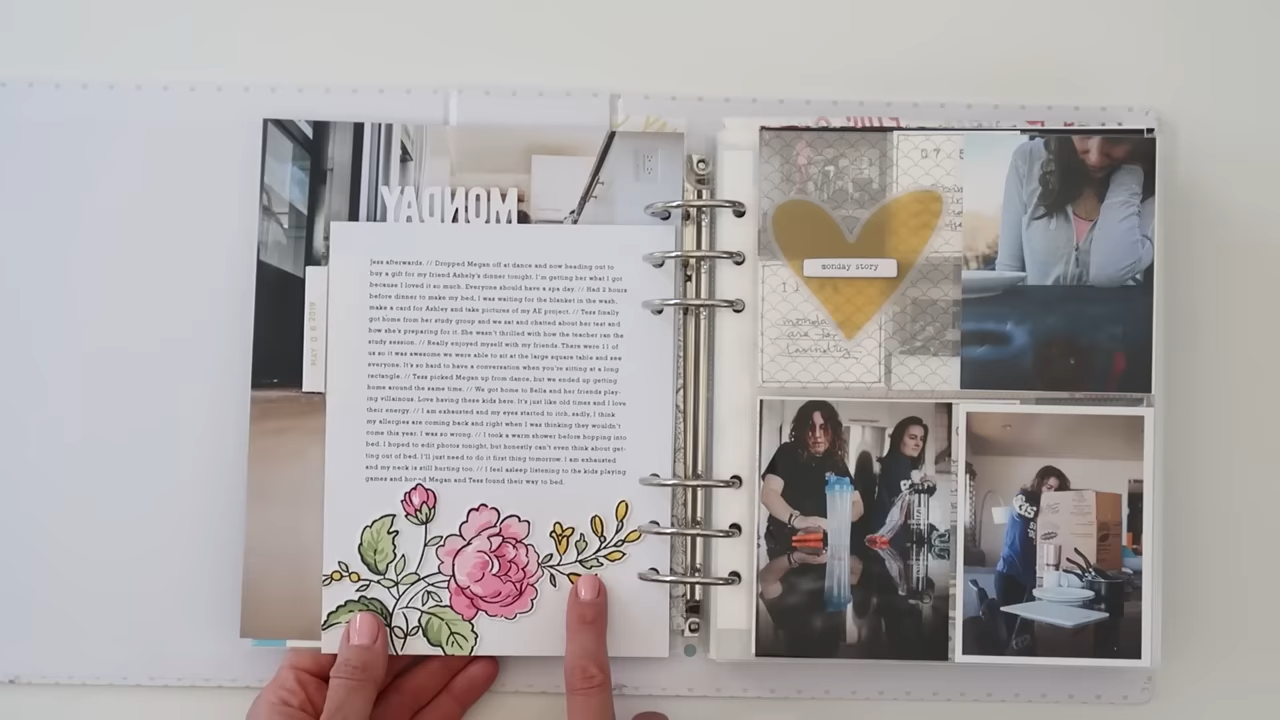 MONDAY
MAY 0 6 2019
Jess afterwards. // Dropped Megan off at dance and now heading out to
buy a gift for my friend Ashely's dinner tonight. I'm getting her what I got
because I loved it so much. Everyone should have a spa day. // Had 2 hours
before dinner to make my bed, I was waiting for the blanket in the wash,
make a card for Ashley and take pictures of my AE project. // Tess finally
got home from her study group and we sat and chatted about her test and
how she's preparing for it. She wasn't thrilled with how the teacher ran the
study session. // Really enjoyed myself with my friends. There were 11 of
us so it was awesome we were able to sit at the large square table and see
everyone. It's so hard to have a conversation when you're sitting at a long
rectangle. // Tess picked Megan up from dance, but we ended up getting
home around the same time. // We got home to Bella and her friends play-
ing villainous. Love having these kids here. It's just like old times and I love
their energy. // I am exhausted and my eyes started to itch, sadly, I think
my allergies are coming back and right when I was thinking they wouldn't
come this year. I was so wrong. // I took a warm shower before hopping into
bed. I hoped to edit photos tonight, but honestly can't even think about get-
ting out of bed. I'll just need to do it first thing tomorrow. I am exhausted
and my neck is still hurting too. // I feel asleep listening to the kids playing
games and Megan and Tess found their way to bed.
07
monday story
monda
are
laundry